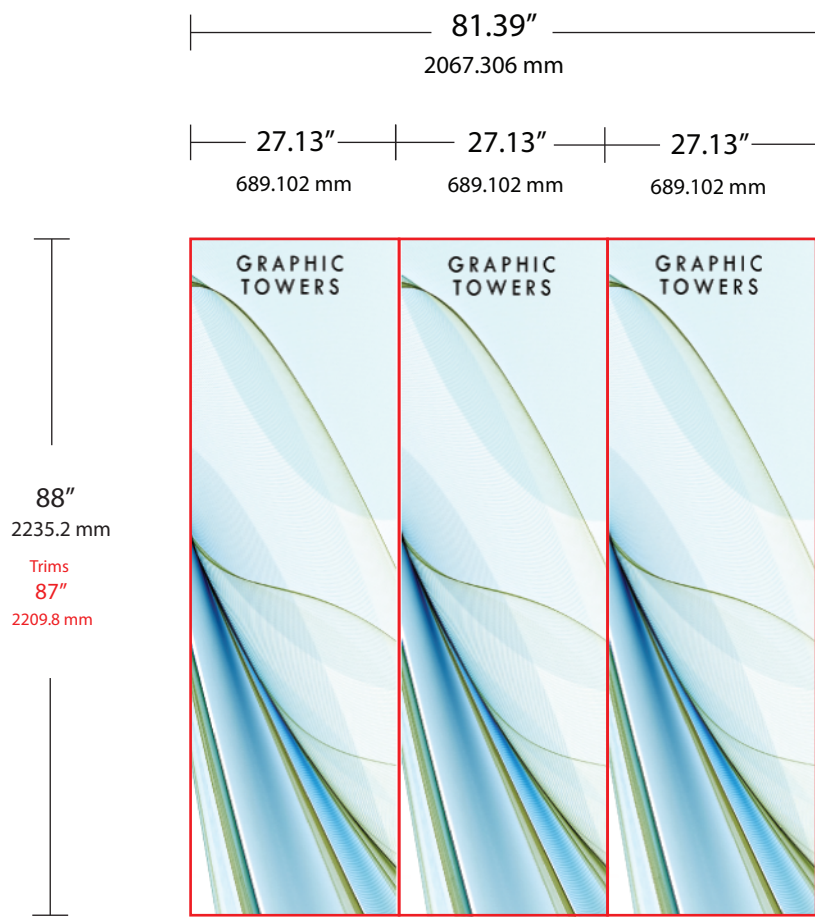 81.39″
2067.306 mm
27.13″ 27.13″ 27.13″
689.102 mm 689.102 mm 689.102 mm
GRAPHIC
TOWERS
GRAPHIC
TOWERS
GRAPHIC
TOWERS
88″
2235.2 mm
Trims
87″
2209.8 mm